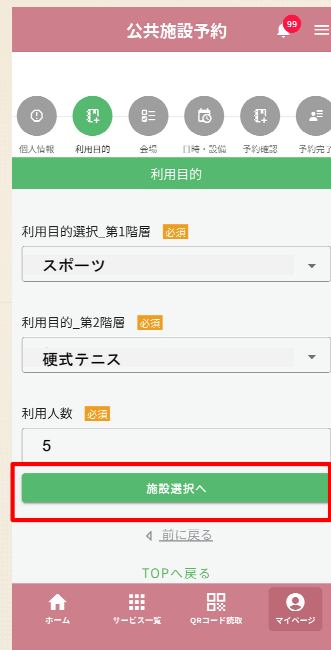 公共施設予約
99
個人情報 利用目的 会場 日時・設備 予約確認 予約完了
利用目的
利用目的選択_第1階層 必須
スポーツ
利用目的_第2階層 必須
硬式テニス
利用人数 必須
5
施設選択へ
前に戻る
TOPへ戻る
ホーム サービス一覧 QRコード読取 マイページ